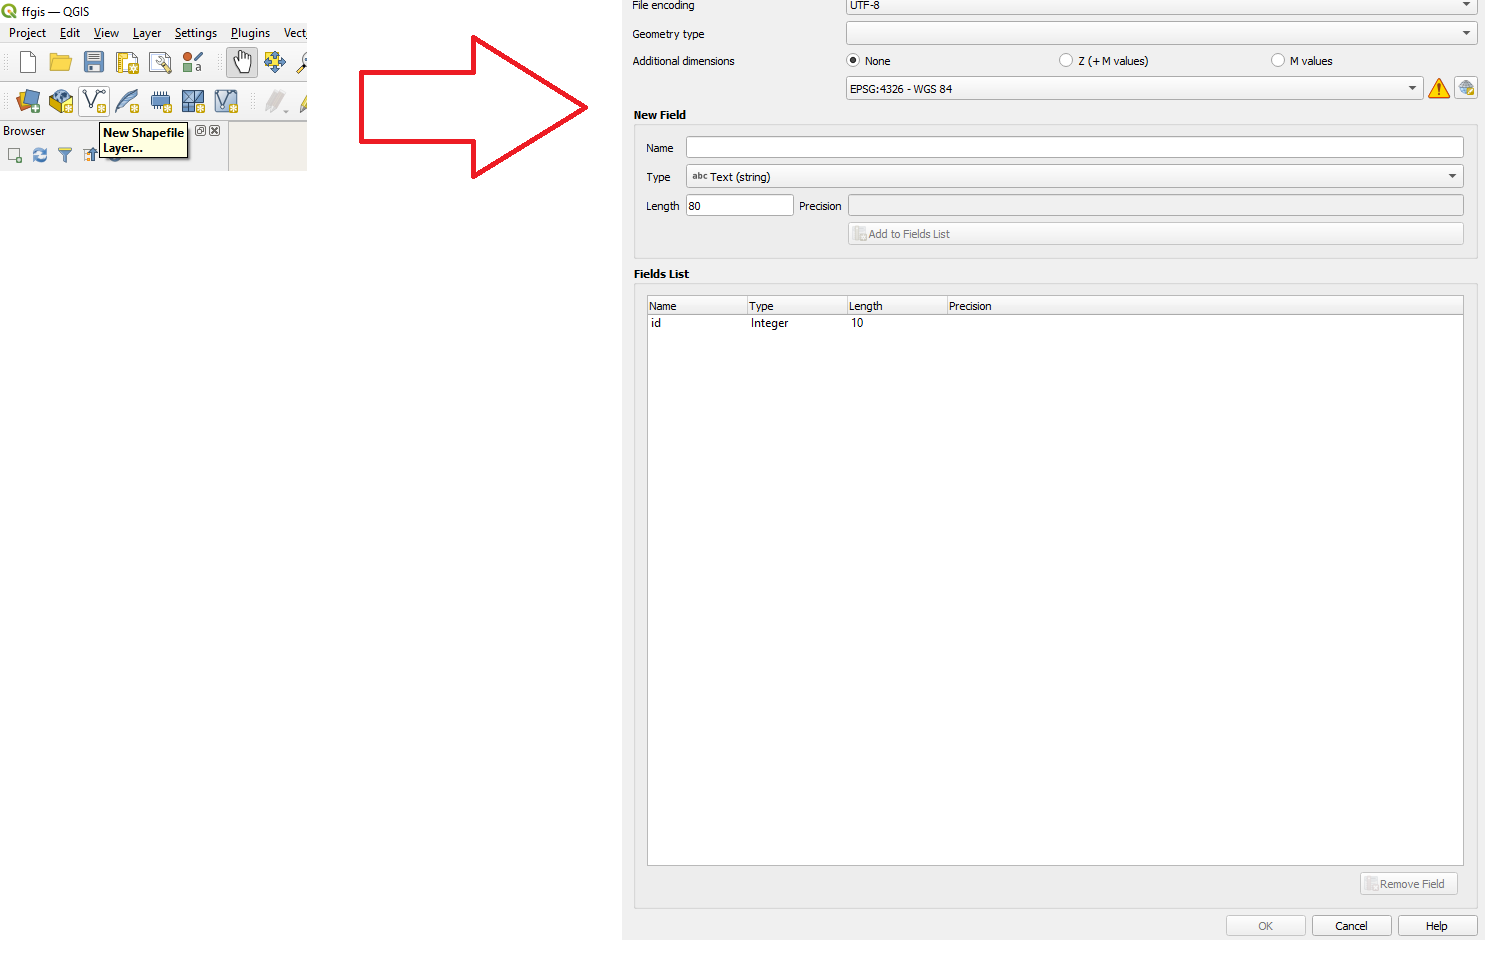 ffgis — QGIS
Project Edit View Layer Settings Plugins Vect
a
Browser
New Shapefile
Layer...
File encoding UTF-8
Geometry type
Additional dimensions None Z (+ M values) M values
EPSG:4326 - WGS 84
New Field
Name
Type abc Text (string)
Length 80 Precision
Add to Fields List
Fields List
Name Type Length Precision
id Integer 10
Remove Field
OK Cancel Help